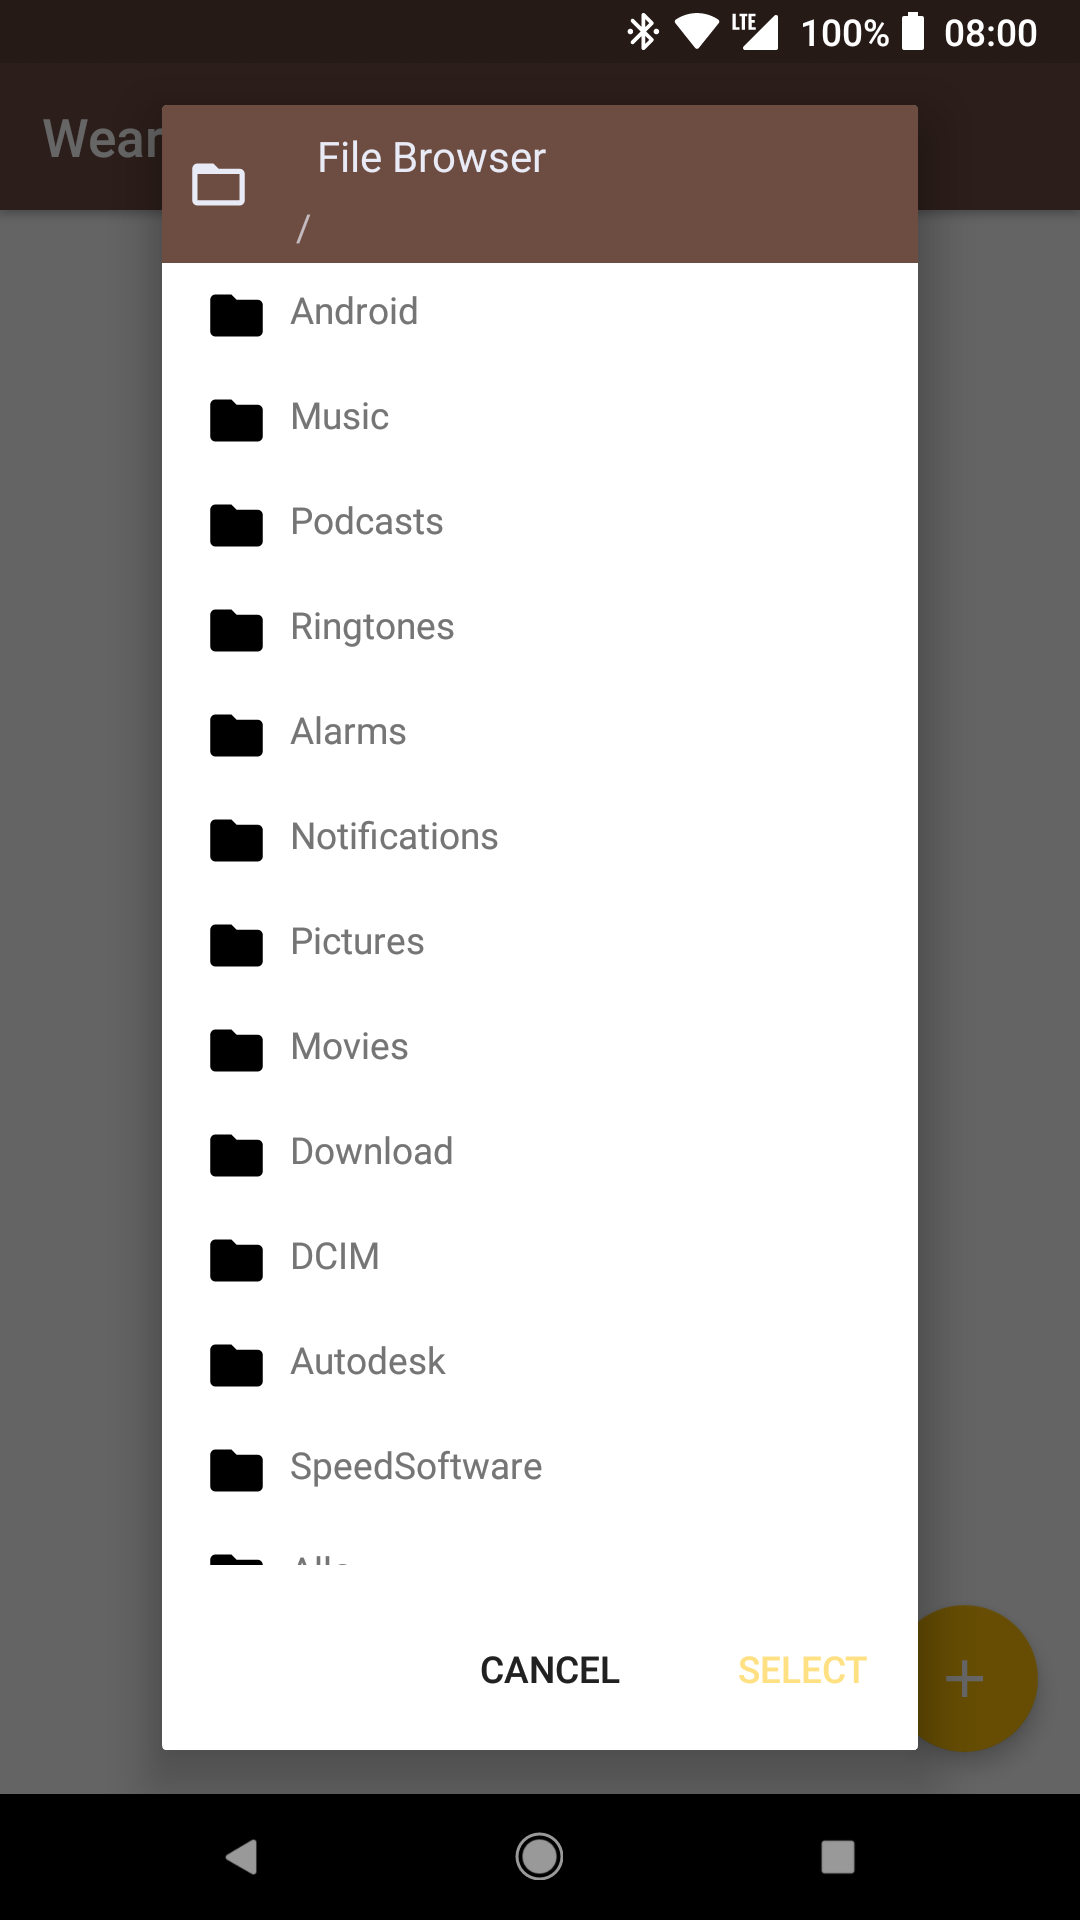 LTE 100% 08:00
Wear
File Browser
/
Android
Music
Podcasts
Ringtones
Alarms
Notifications
Pictures
Movies
Download
DCIM
Autodesk
SpeedSoftware
CANCEL SELECT